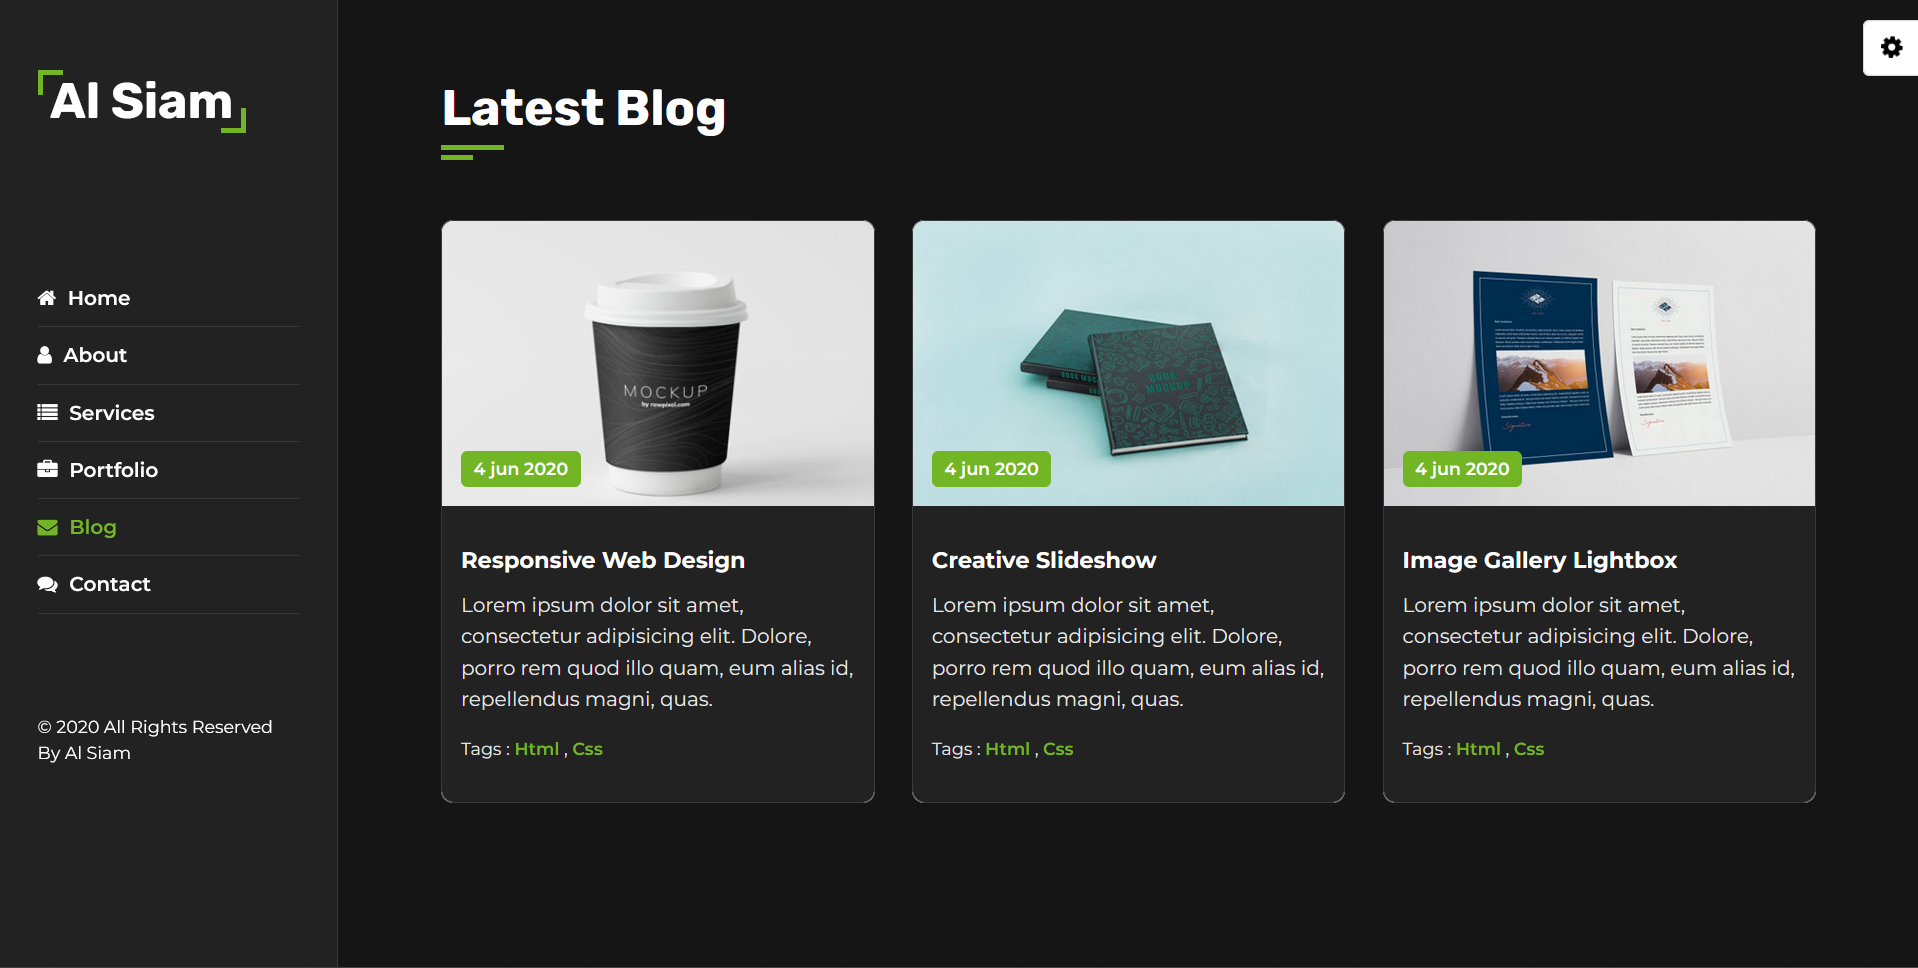 Al Siam
Home
About
Services
Portfolio
Blog
Contact
© 2020 All Rights Reserved
By Al Siam
Latest Blog
MOCKUP
by rawpixel.com
4 jun 2020
Responsive Web Design
Lorem ipsum dolor sit amet,
consectetur adipisicing elit. Dolore,
porro rem quod illo quam, eum alias id,
repellendus magni, quas.
Tags : Html , Css
BOOK MOCKUP
BOOK
MOCKUP
4 jun 2020
Creative Slideshow
Lorem ipsum dolor sit amet,
consectetur adipisicing elit. Dolore,
porro rem quod illo quam, eum alias id,
repellendus magni, quas.
Tags : Html , Css
Signature
Signature
4 jun 2020
Image Gallery Lightbox
Lorem ipsum dolor sit amet,
consectetur adipisicing elit. Dolore,
porro rem quod illo quam, eum alias id,
repellendus magni, quas.
Tags : Html , Css